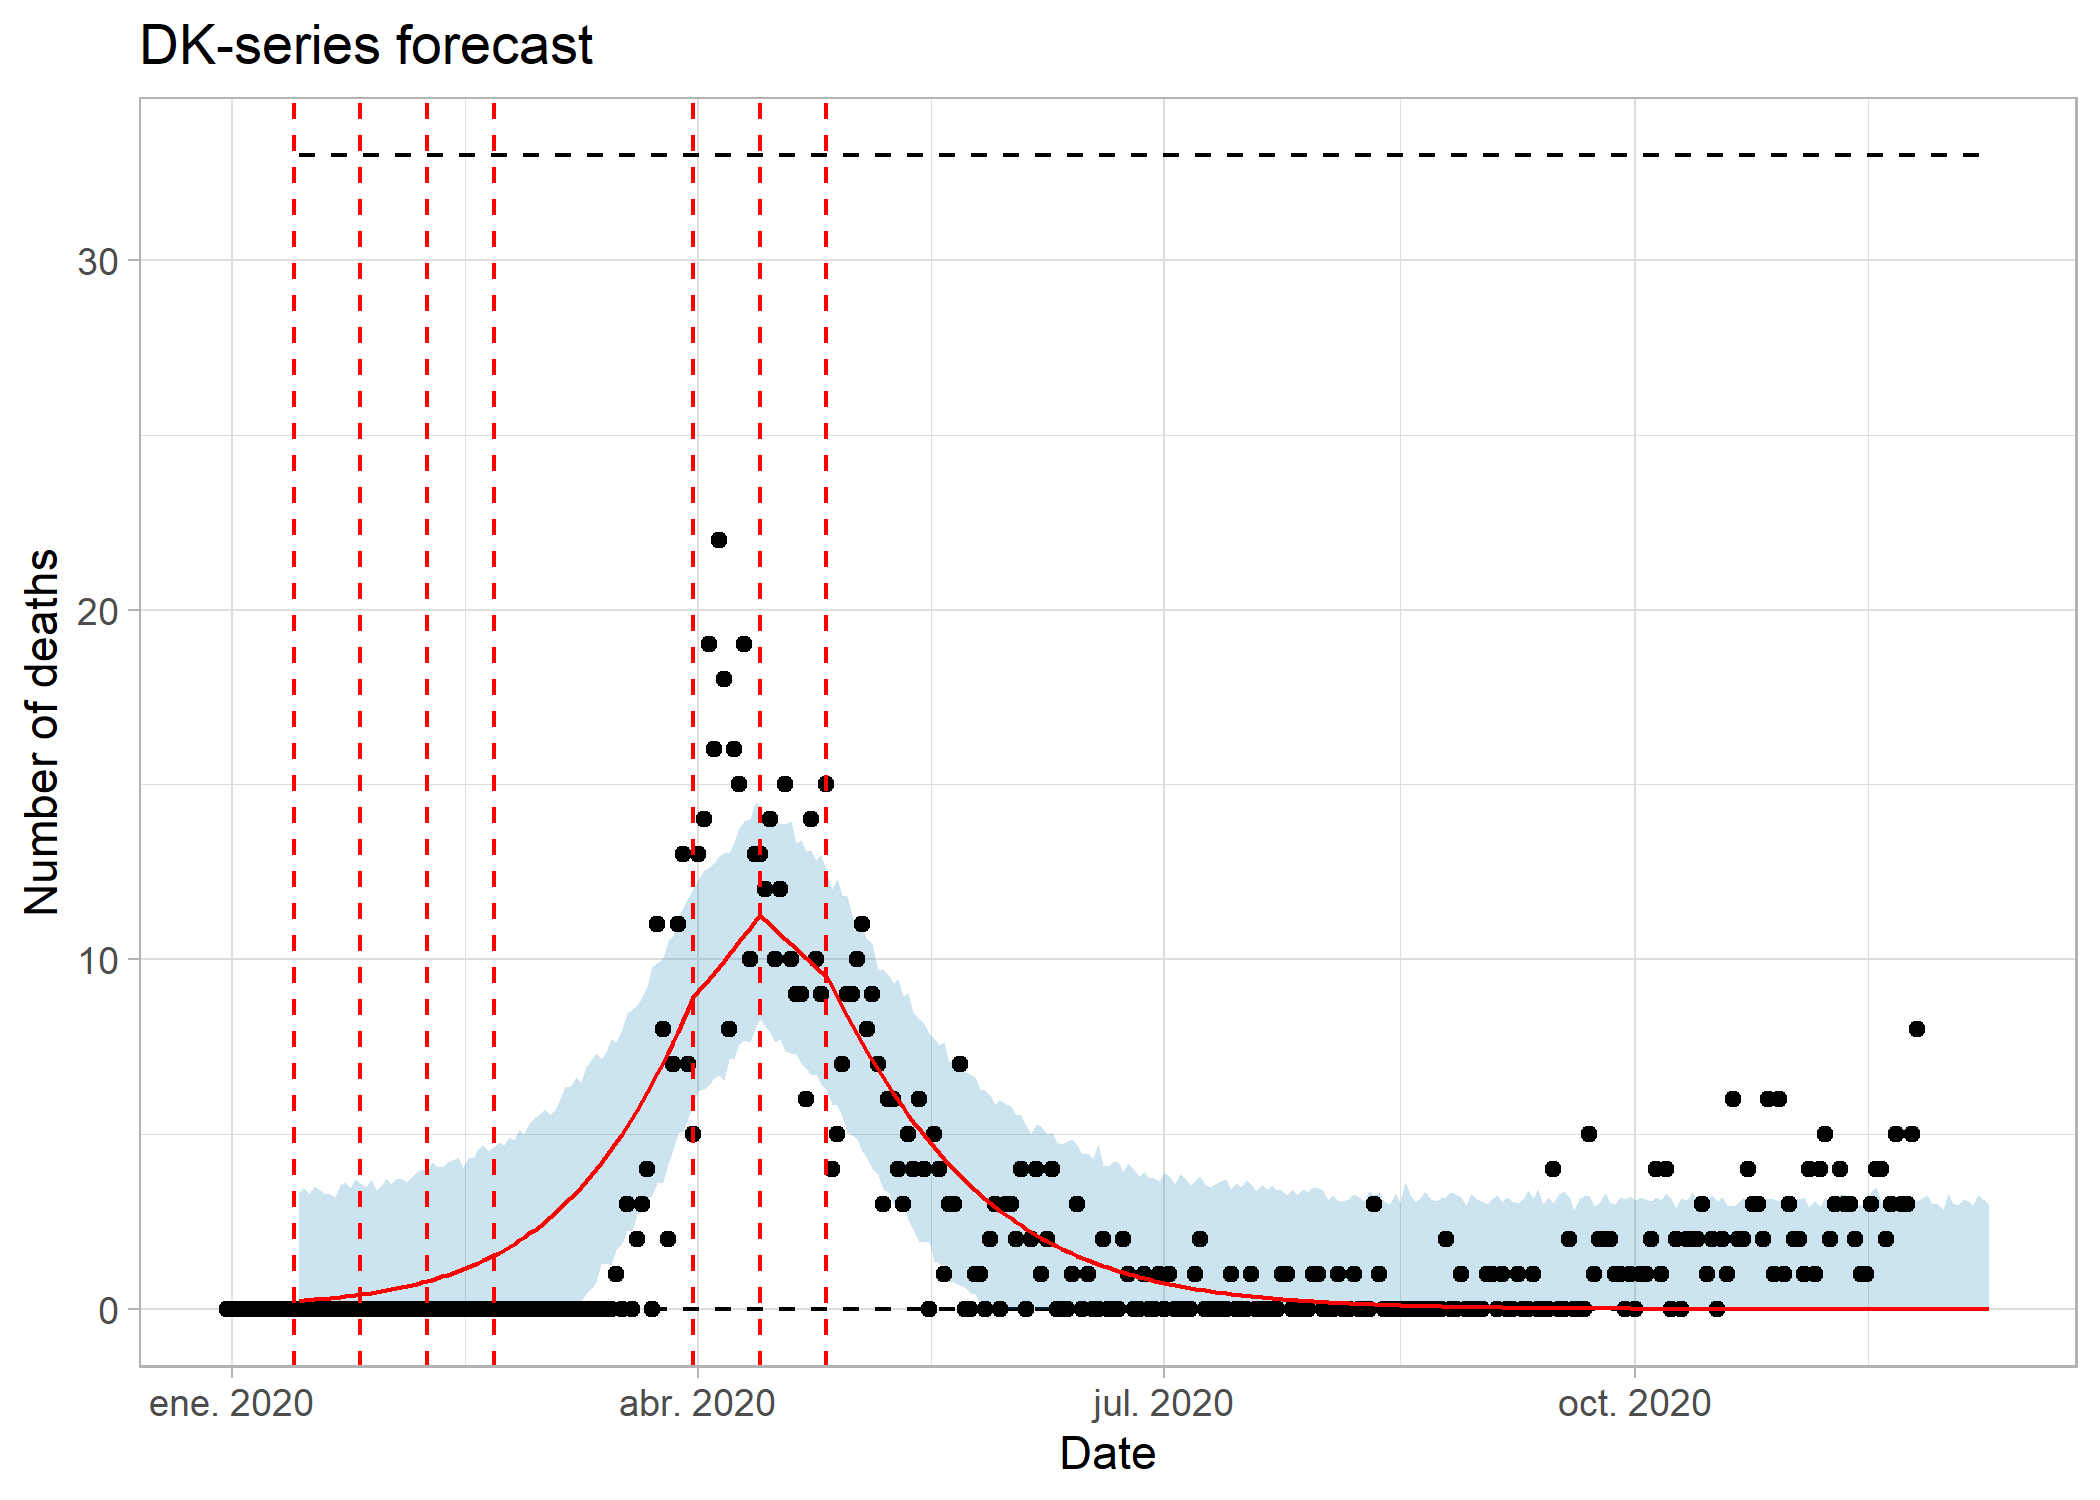 DK-series forecast
Number of deaths
30
20
10
0
ene. 2020 abr. 2020 jul. 2020 oct. 2020
Date